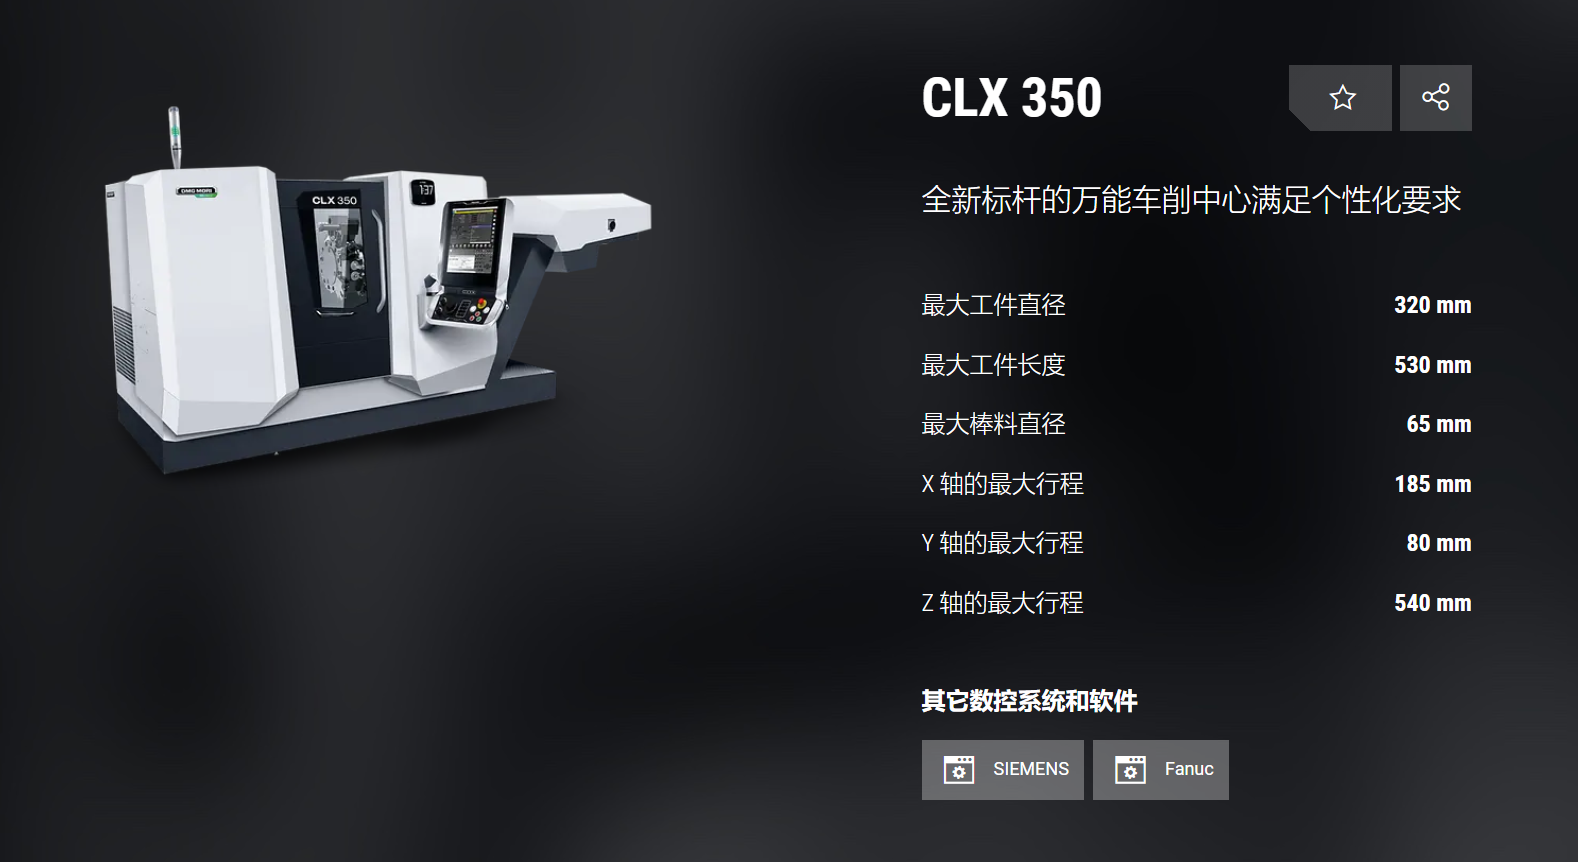 CLX 350
全新标杆的万能车削中心满足个性化要求
DMG MORI
CLX 350
1:37
最大工件直径 320 mm
最大工件长度 530 mm
最大棒料直径 65 mm
X 轴的最大行程 185 mm
Y 轴的最大行程 80 mm
Z 轴的最大行程 540 mm
其它数控系统和软件
SIEMENS Fanuc